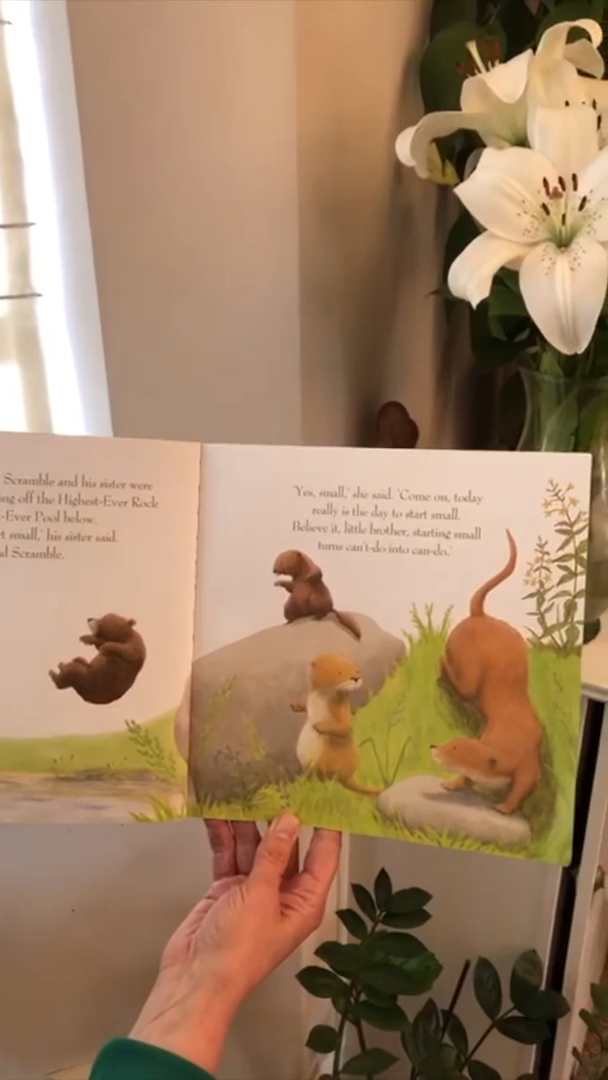 Scramble and his sister were
ing off the Highest-Ever Rock
-Ever Pool below.
t small,' his sister said.
d Scramble.
'Yes, small,' she said. 'Come on, today
really is the day to start small.
Believe it, little brother, starting small
turns can't-do into can-do.'